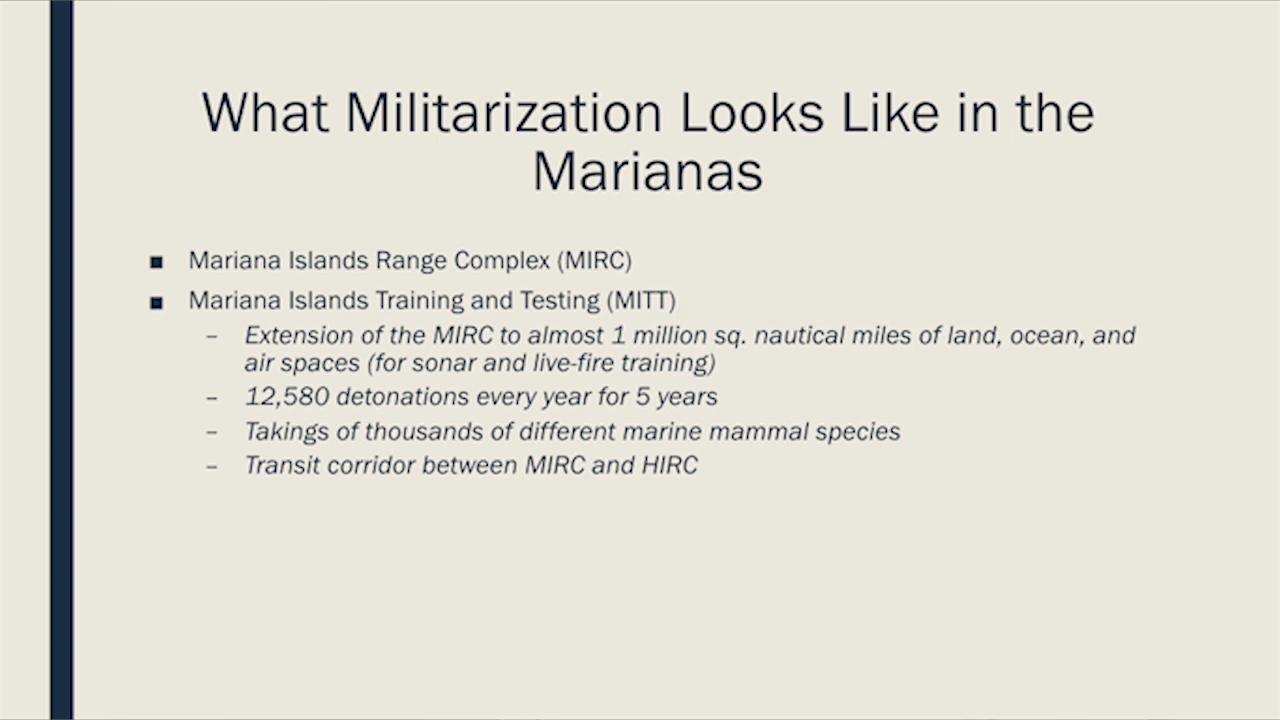 What Militarization Looks Like in the
Marianas
■ Mariana Islands Range Complex (MIRC)
■ Mariana Islands Training and Testing (MITT)
– Extension of the MIRC to almost 1 million sq. nautical miles of land, ocean, and
air spaces (for sonar and live-fire training)
– 12,580 detonations every year for 5 years
– Takings of thousands of different marine mammal species
– Transit corridor between MIRC and HIRC